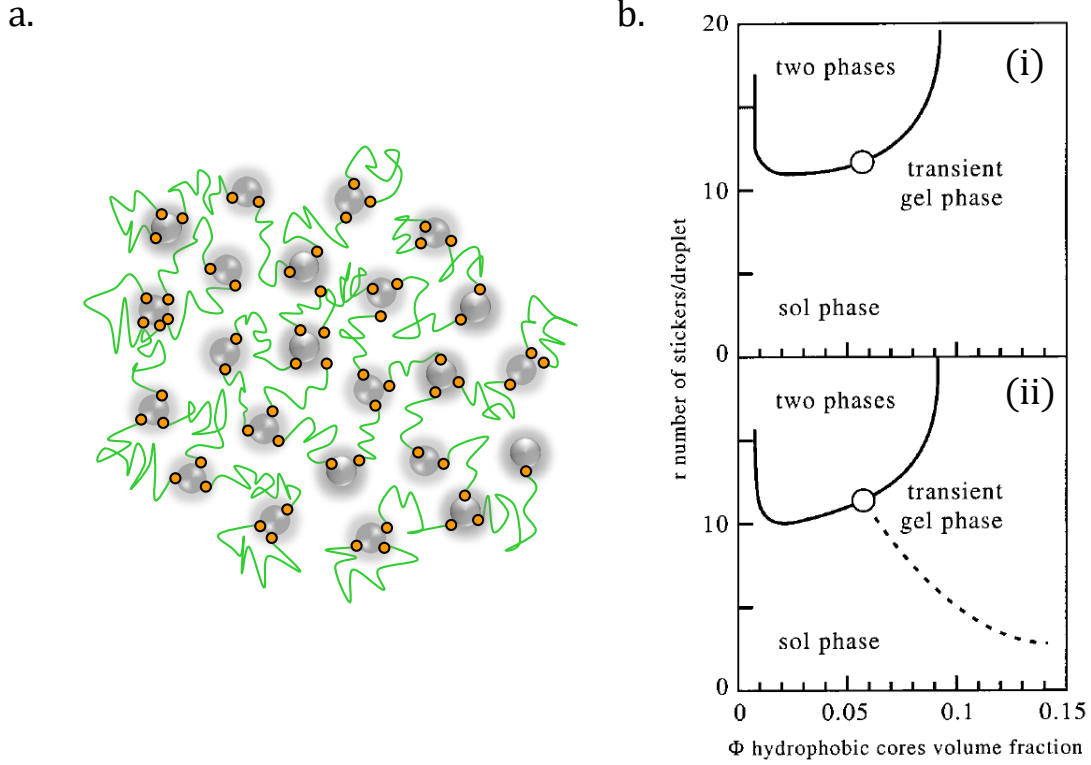 a.
b.
20
(i)
two phases
transient
gel phase
10
sol phase
0
(ii)
two phases
transient
gel phase
10
sol phase
0
r number of stickers/droplet
0
0.05
0.1
0.15
Φ hydrophobic cores volume fraction